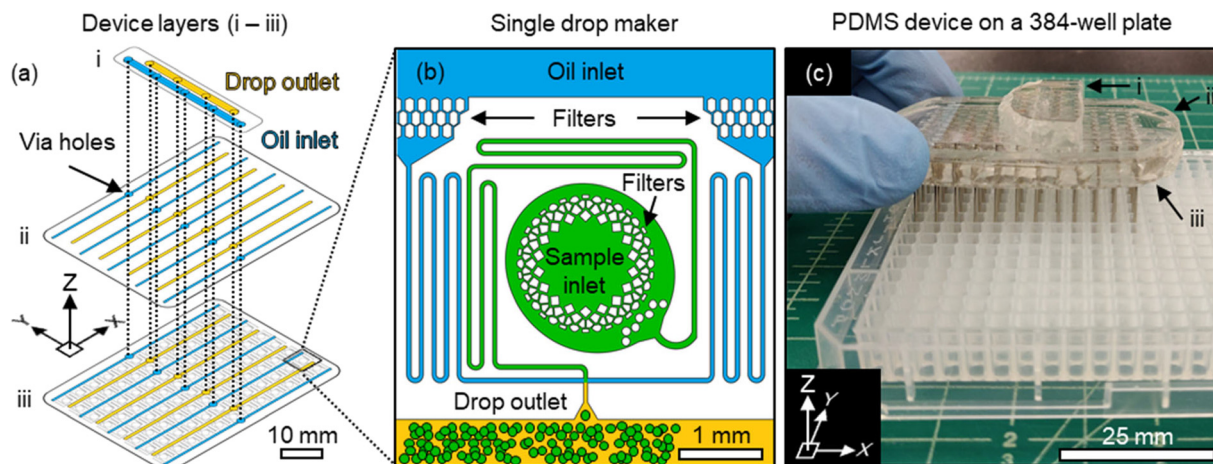 Device layers (i – iii)
Single drop maker
PDMS device on a 384-well plate
(a)
i
Drop outlet
Oil inlet
Via holes
ii
Z
Y
X
iii
10 mm
(b)
Oil inlet
Filters
Filters
Sample
inlet
Drop outlet
1 mm
(c)
i
ii
iii
Z
Y
X
2
3
25 mm